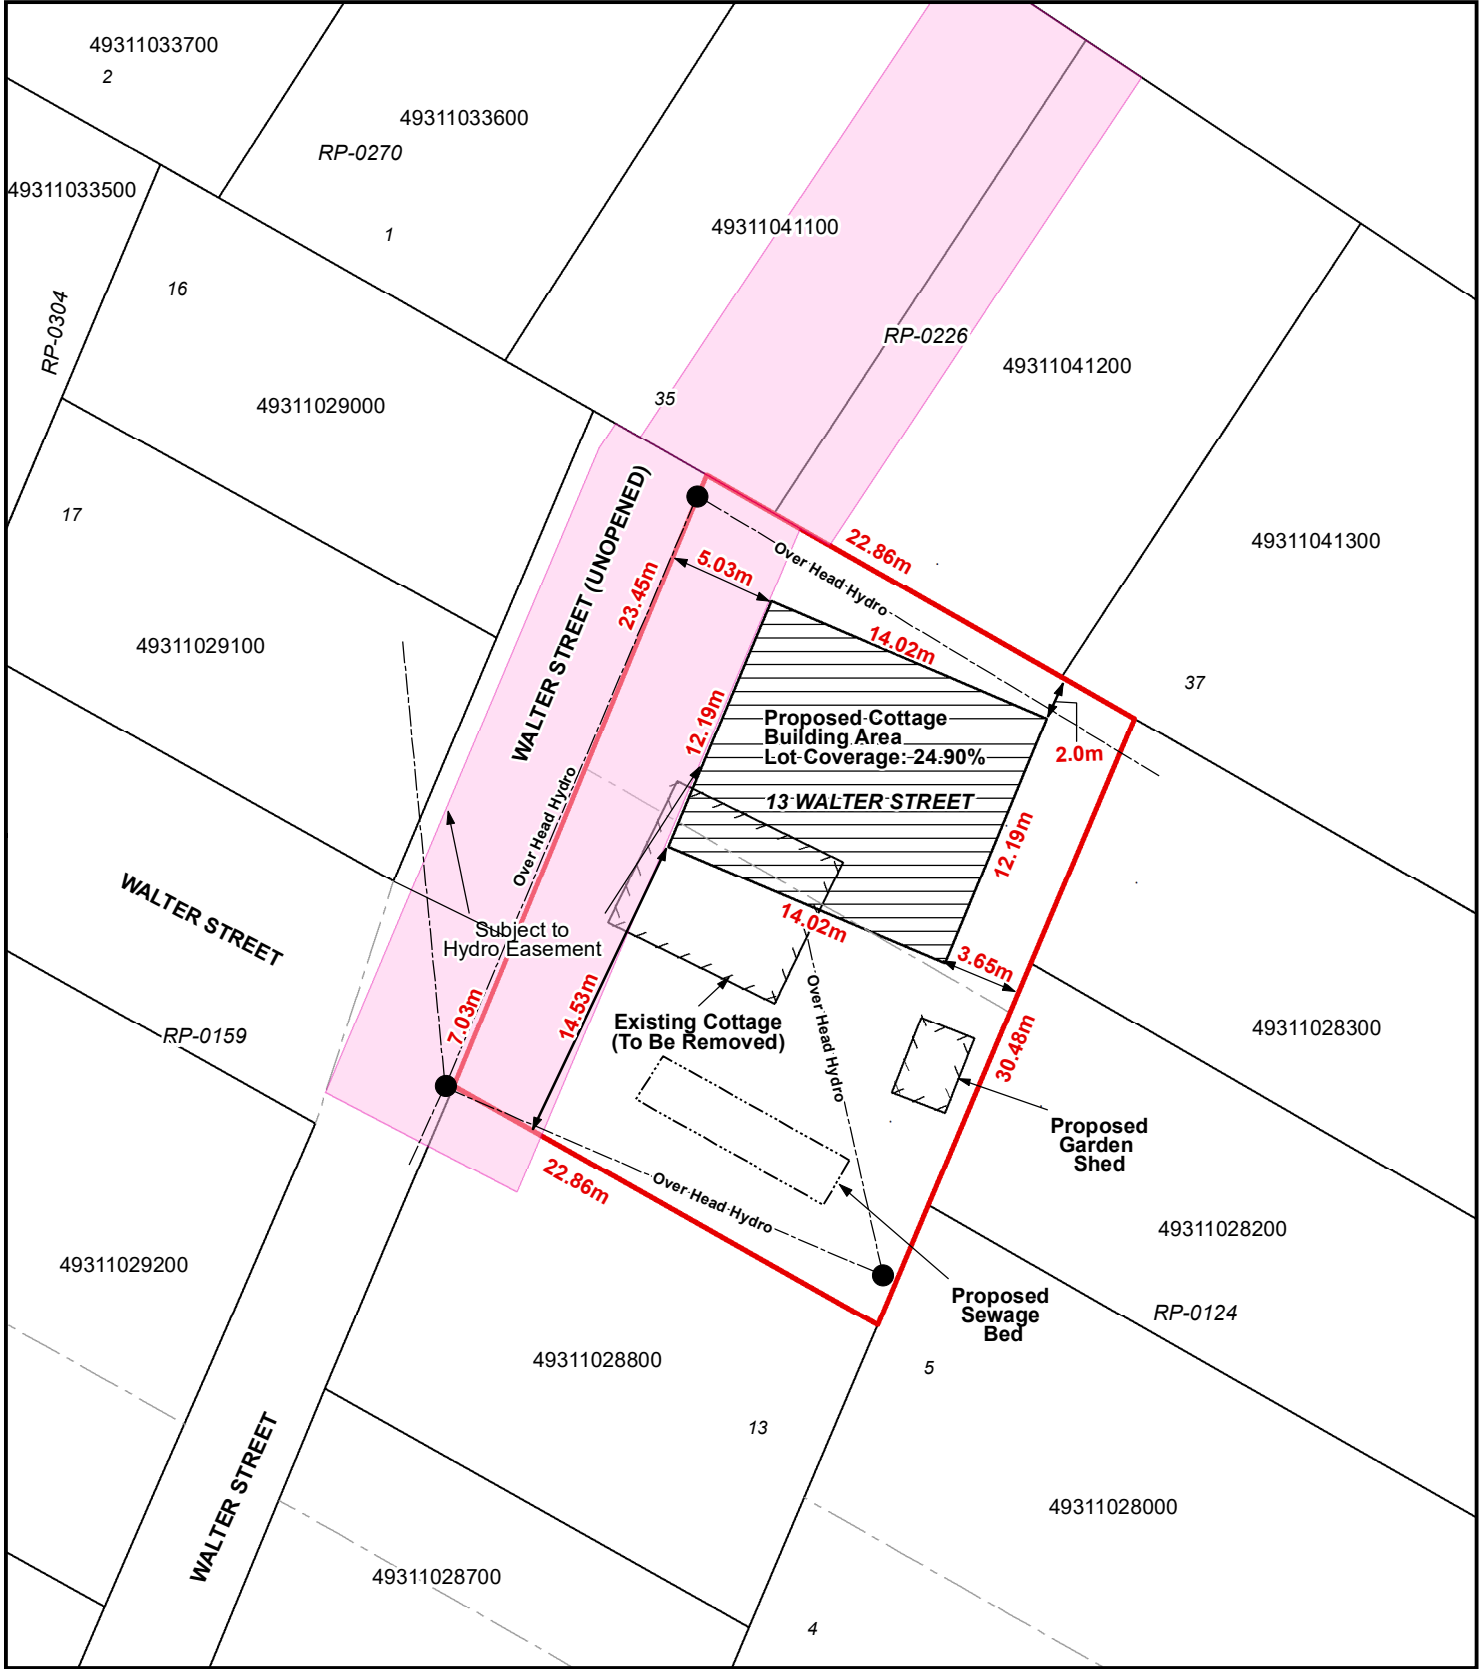 49311033700
2
49311033600
RP-0270
49311033500
1
49311041100
16
RP-0304
RP-0226
49311041200
35
49311029000
17
WALTER STREET (UNOPENED)
22.86m
49311041300
Over Head Hydro
5.03m
23.45m
49311029100
14.02m
37
12.19m
Proposed Cottage
Building Area
Lot Coverage: 24.90%
2.0m
13 WALTER STREET
Over Head Hydro
12.19m
WALTER STREET
14.02m
Subject to
Hydro Easement
3.65m
7.03m
14.53m
Existing Cottage
(To Be Removed)
Over Head Hydro
RP-0159
49311028300
30.48m
Proposed
Garden
Shed
22.86m
Over Head Hydro
49311028200
49311029200
Proposed
Sewage
Bed
RP-0124
49311028800
5
13
WALTER STREET
49311028000
49311028700
4